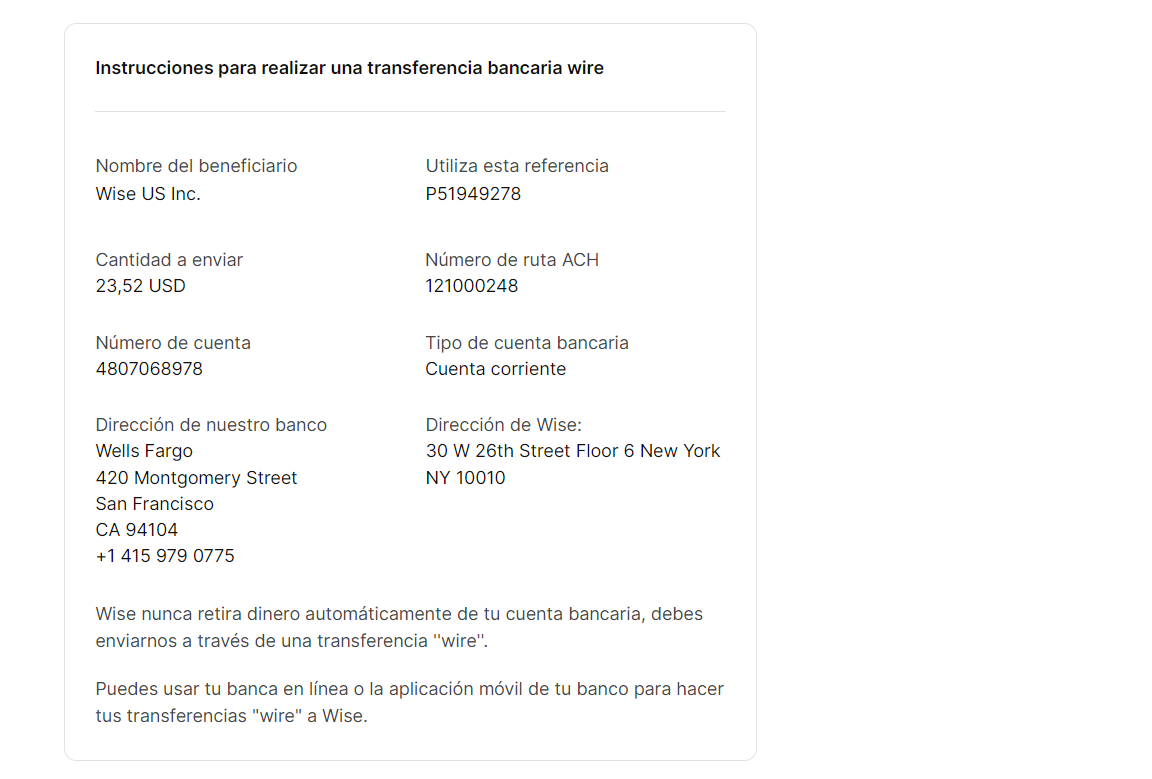 Instrucciones para realizar una transferencia bancaria wire
Nombre del beneficiario
Wise US Inc.
Utiliza esta referencia
P51949278
Cantidad a enviar
23,52 USD
Número de ruta ACH
121000248
Número de cuenta
4807068978
Tipo de cuenta bancaria
Cuenta corriente
Dirección de nuestro banco
Wells Fargo
420 Montgomery Street
San Francisco
CA 94104
+1 415 979 0775
Dirección de Wise:
30 W 26th Street Floor 6 New York
NY 10010
Wise nunca retira dinero automáticamente de tu cuenta bancaria, debes
enviarnos a través de una transferencia ''wire''.
Puedes usar tu banca en línea o la aplicación móvil de tu banco para hacer
tus transferencias "wire" a Wise.